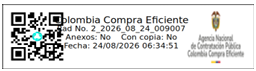 Colombia Compra Eficiente
Rad No. 2_2026_08_24_009007
Anexos: No Con copia: No
Fecha: 24/08/2026 06:34:51
Agencia Nacional
de Contratación Pública
Colombia Compra Eficiente